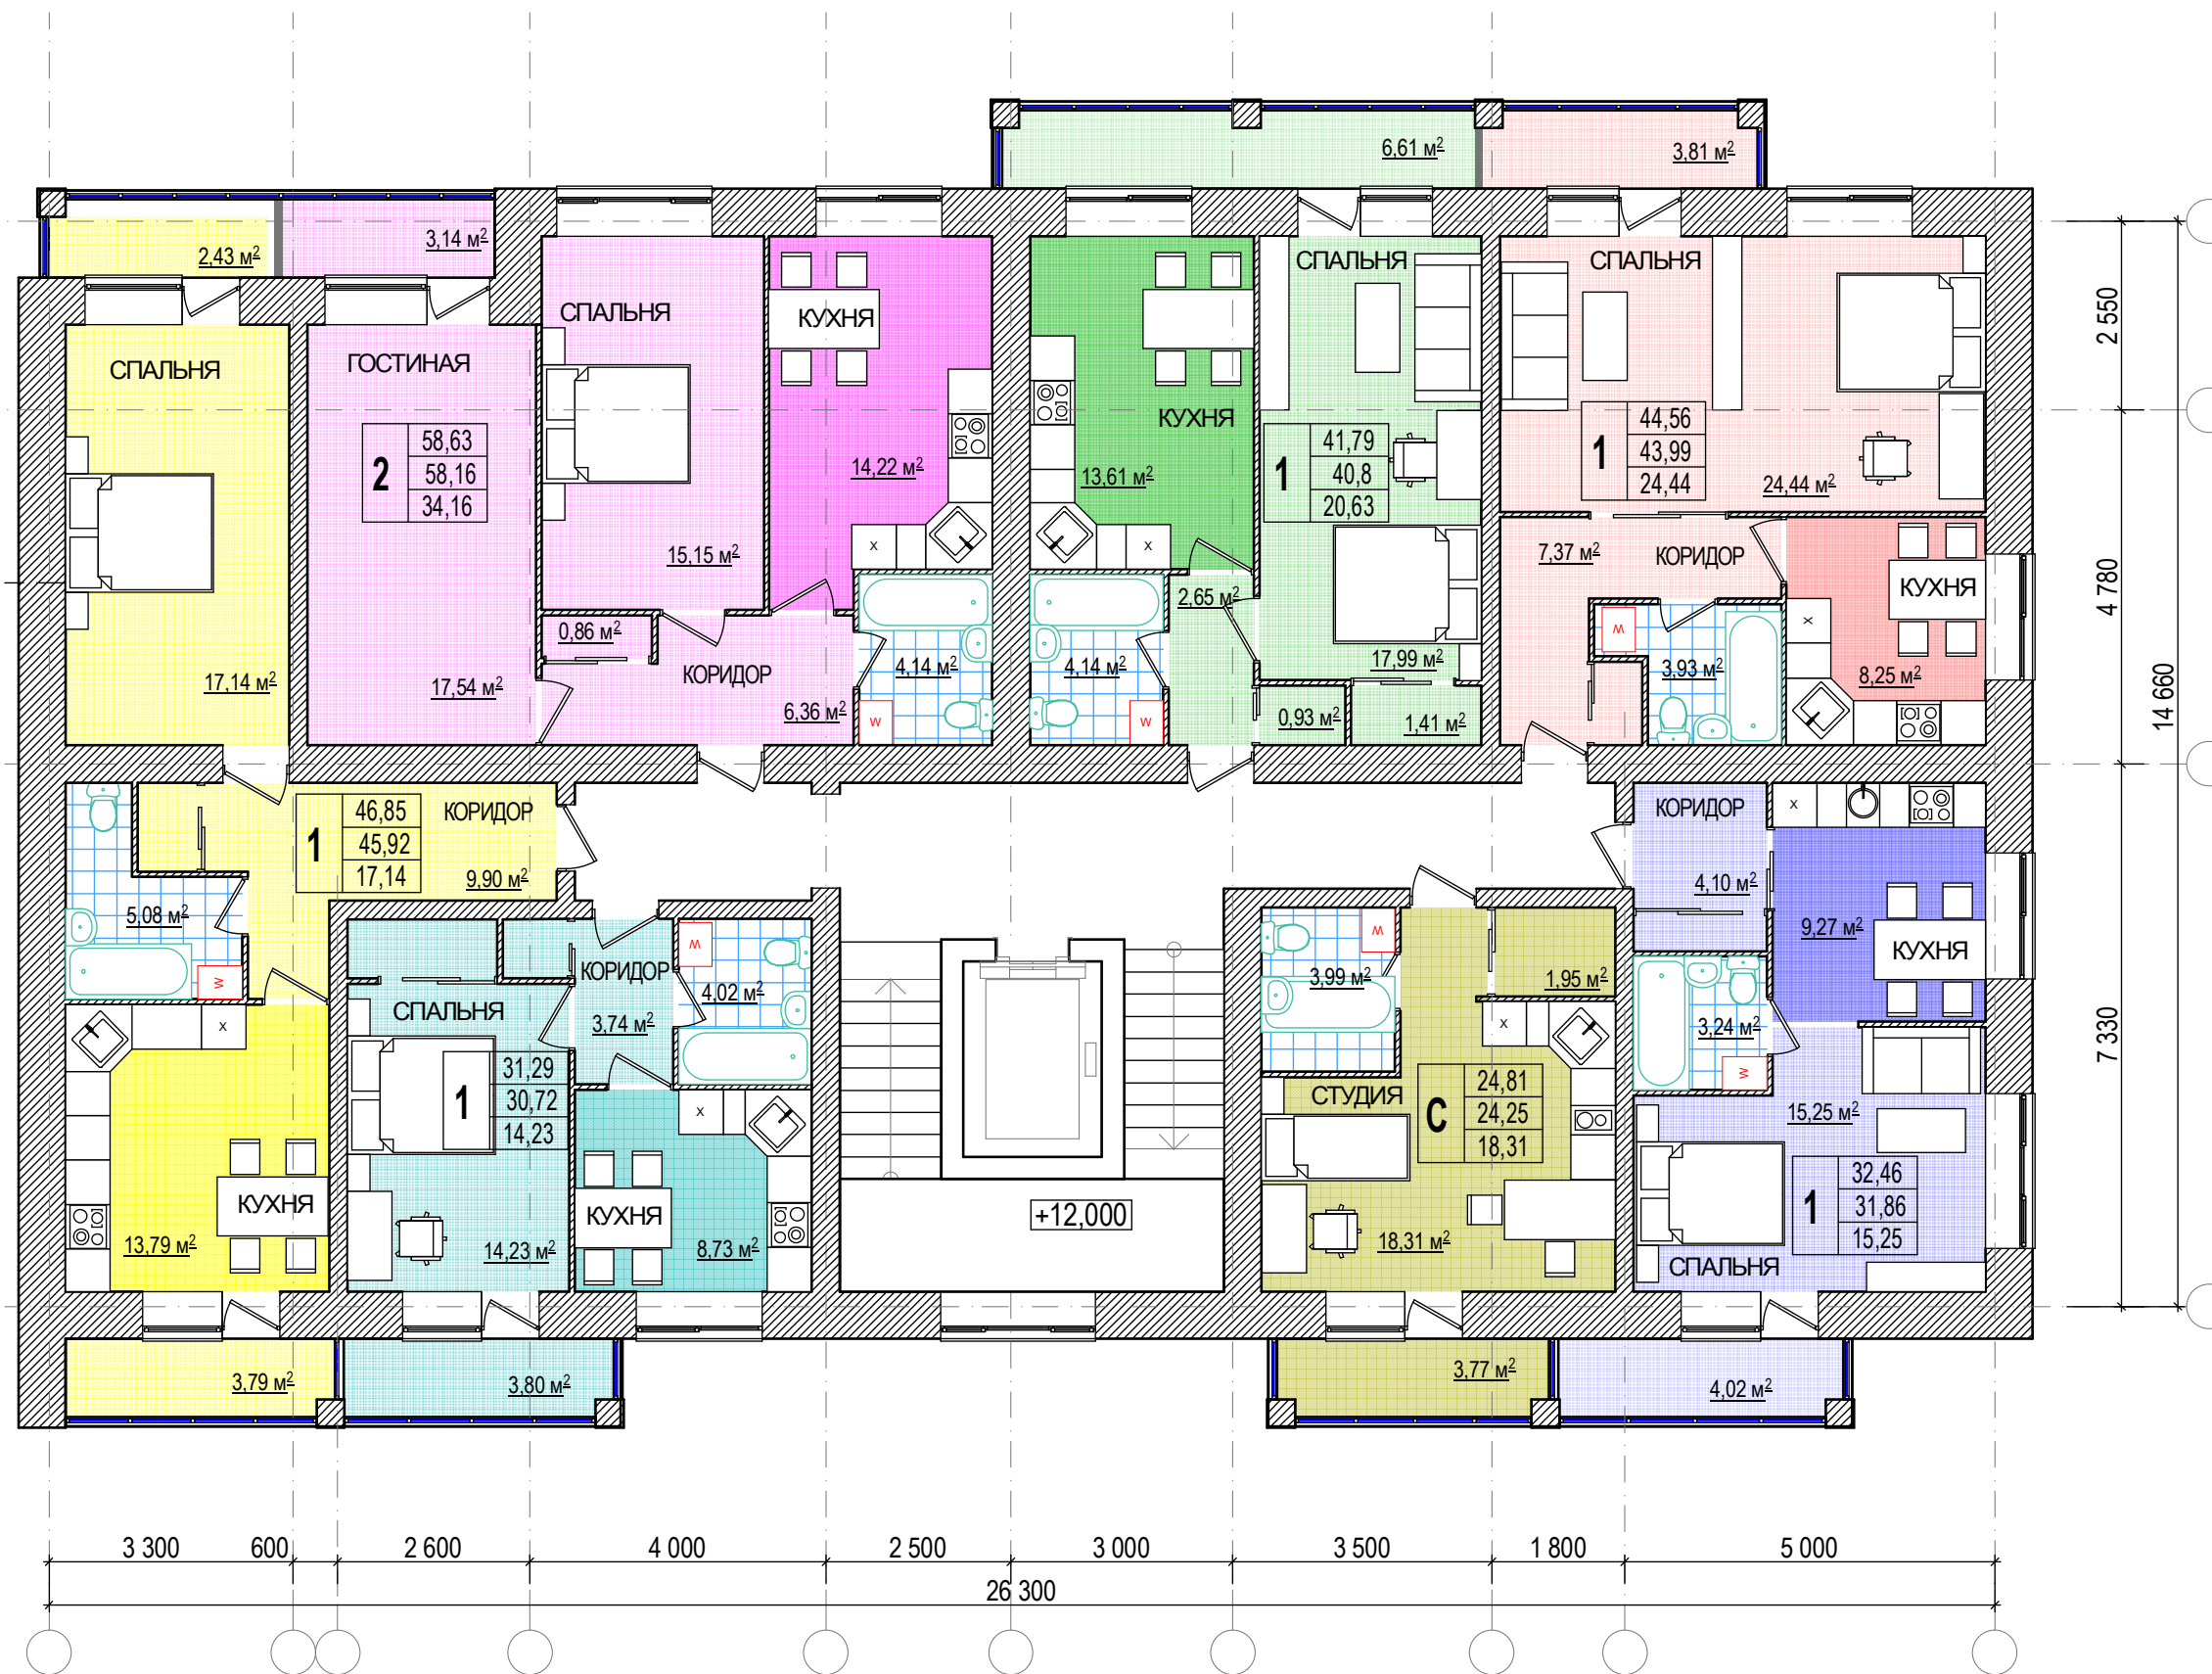 6,61 м²
3,81 м²
2,43 м²
3,14 м²
СПАЛЬНЯ
17,14 м²
ГОСТИНАЯ
2
58,63
58,16
34,16
17,54 м²
СПАЛЬНЯ
15,15 м²
КУХНЯ
14,22 м²
X
0,86 м²
КОРИДОР
6,36 м²
4,14 м²
W
КУХНЯ
13,61 м²
X
4,14 м²
W
2,65 м²
СПАЛЬНЯ
1
41,79
40,8
20,63
17,99 м²
0,93 м²
1,41 м²
СПАЛЬНЯ
1
44,56
43,99
24,44
24,44 м²
7,37 м²
КОРИДОР
W
3,93 м²
КУХНЯ
X
8,25 м²
2 550
4 780
14 660
7 330
1
46,85
45,92
17,14
КОРИДОР
9,90 м²
5,08 м²
W
X
КУХНЯ
13,79 м²
3,79 м²
СПАЛЬНЯ
1
31,29
30,72
14,23
14,23 м²
КОРИДОР
3,74 м²
W
4,02 м²
X
КУХНЯ
8,73 м²
3,80 м²
+12,000
W
3,99 м²
1,95 м²
X
СТУДИЯ
С
24,81
24,25
18,31
18,31 м²
3,77 м²
КОРИДОР
4,10 м²
X
9,27 м²
КУХНЯ
3,24 м²
W
15,25 м²
1
32,46
31,86
15,25
СПАЛЬНЯ
4,02 м²
3 300
600
2 600
4 000
2 500
3 000
3 500
1 800
5 000
26 300